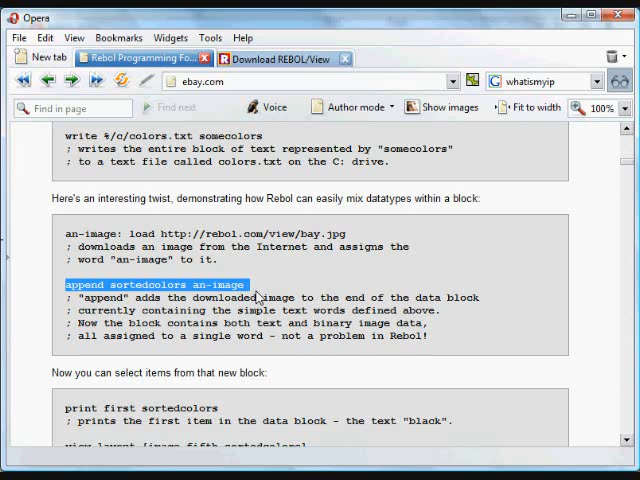 Opera
File Edit View Bookmarks Widgets Tools Help
New tab Rebol Programming Fo... Download REBOL/View
ebay.com whatismyip
Find in page Find next Voice Author mode Show images Fit to width 100%
write %/c/colors.txt somecolors
; writes the entire block of text represented by "somecolors"
; to a text file called colors.txt on the C: drive.
Here's an interesting twist, demonstrating how Rebol can easily mix datatypes within a block:
an-image: load http://rebol.com/view/bay.jpg
; downloads an image from the Internet and assigns the
; word "an-image" to it.
append sortedcolors an-image
; "append" adds the downloaded image to the end of the data block
; currently containing the simple text words defined above.
; Now the block contains both text and binary image data,
; all assigned to a single word - not a problem in Rebol!
Now you can select items from that new block:
print first sortedcolors
; prints the first item in the data block - the text "black".
view layout [image fifth sortedcolors]